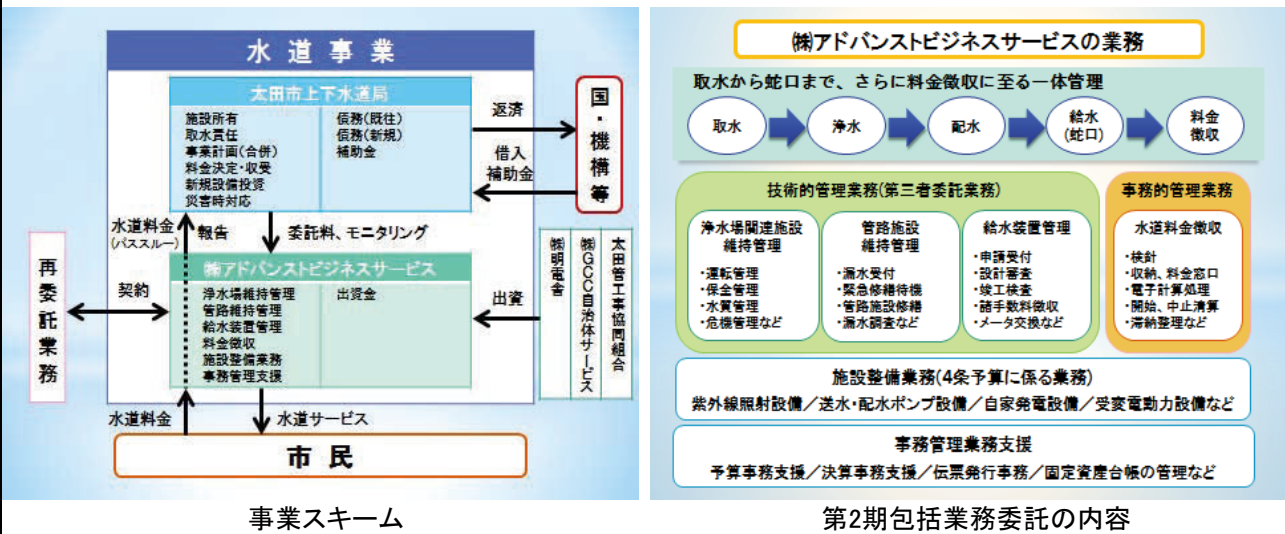 水道事業
太田市上下水道局
施設所有
取水責任
事業計画(合併)
料金決定・収受
新規設備投資
災害時対応
債務(既往)
債務(新規)
補助金
返済
借入
補助金
国・機構等
水道料金
(パススルー)
報告
委託料、モニタリング
㈱アドバンストビジネスサービス
浄水場維持管理
管路維持管理
給水装置管理
料金徴収
施設整備業務
事務管理支援
出資金
再委託業務
契約
出資
㈱明電舎
㈱GCC自治体サービス
太田管工事協同組合
水道料金
水道サービス
市民
事業スキーム
㈱アドバンストビジネスサービスの業務
取水から蛇口まで、さらに料金徴収に至る一体管理
取水
浄水
配水
給水
(蛇口)
料金
徴収
技術的管理業務(第三者委託業務)
浄水場関連施設
維持管理
・運転管理
・保全管理
・水質管理
・危機管理など
管路施設
維持管理
・漏水受付
・緊急修繕待機
・管路施設修繕
・漏水調査など
給水装置管理
・申請受付
・設計審査
・竣工検査
・諸手数料徴収
・メータ交換など
事務的管理業務
水道料金徴収
・検針
・収納、料金窓口
・電子計算処理
・開始、中止清算
・滞納整理など
施設整備業務(4条予算に係る業務)
紫外線照射設備／送水・配水ポンプ設備／自家発電設備／受変電動力設備など
事務管理業務支援
予算事務支援／決算事務支援／伝票発行事務／固定資産台帳の管理など
第2期包括業務委託の内容